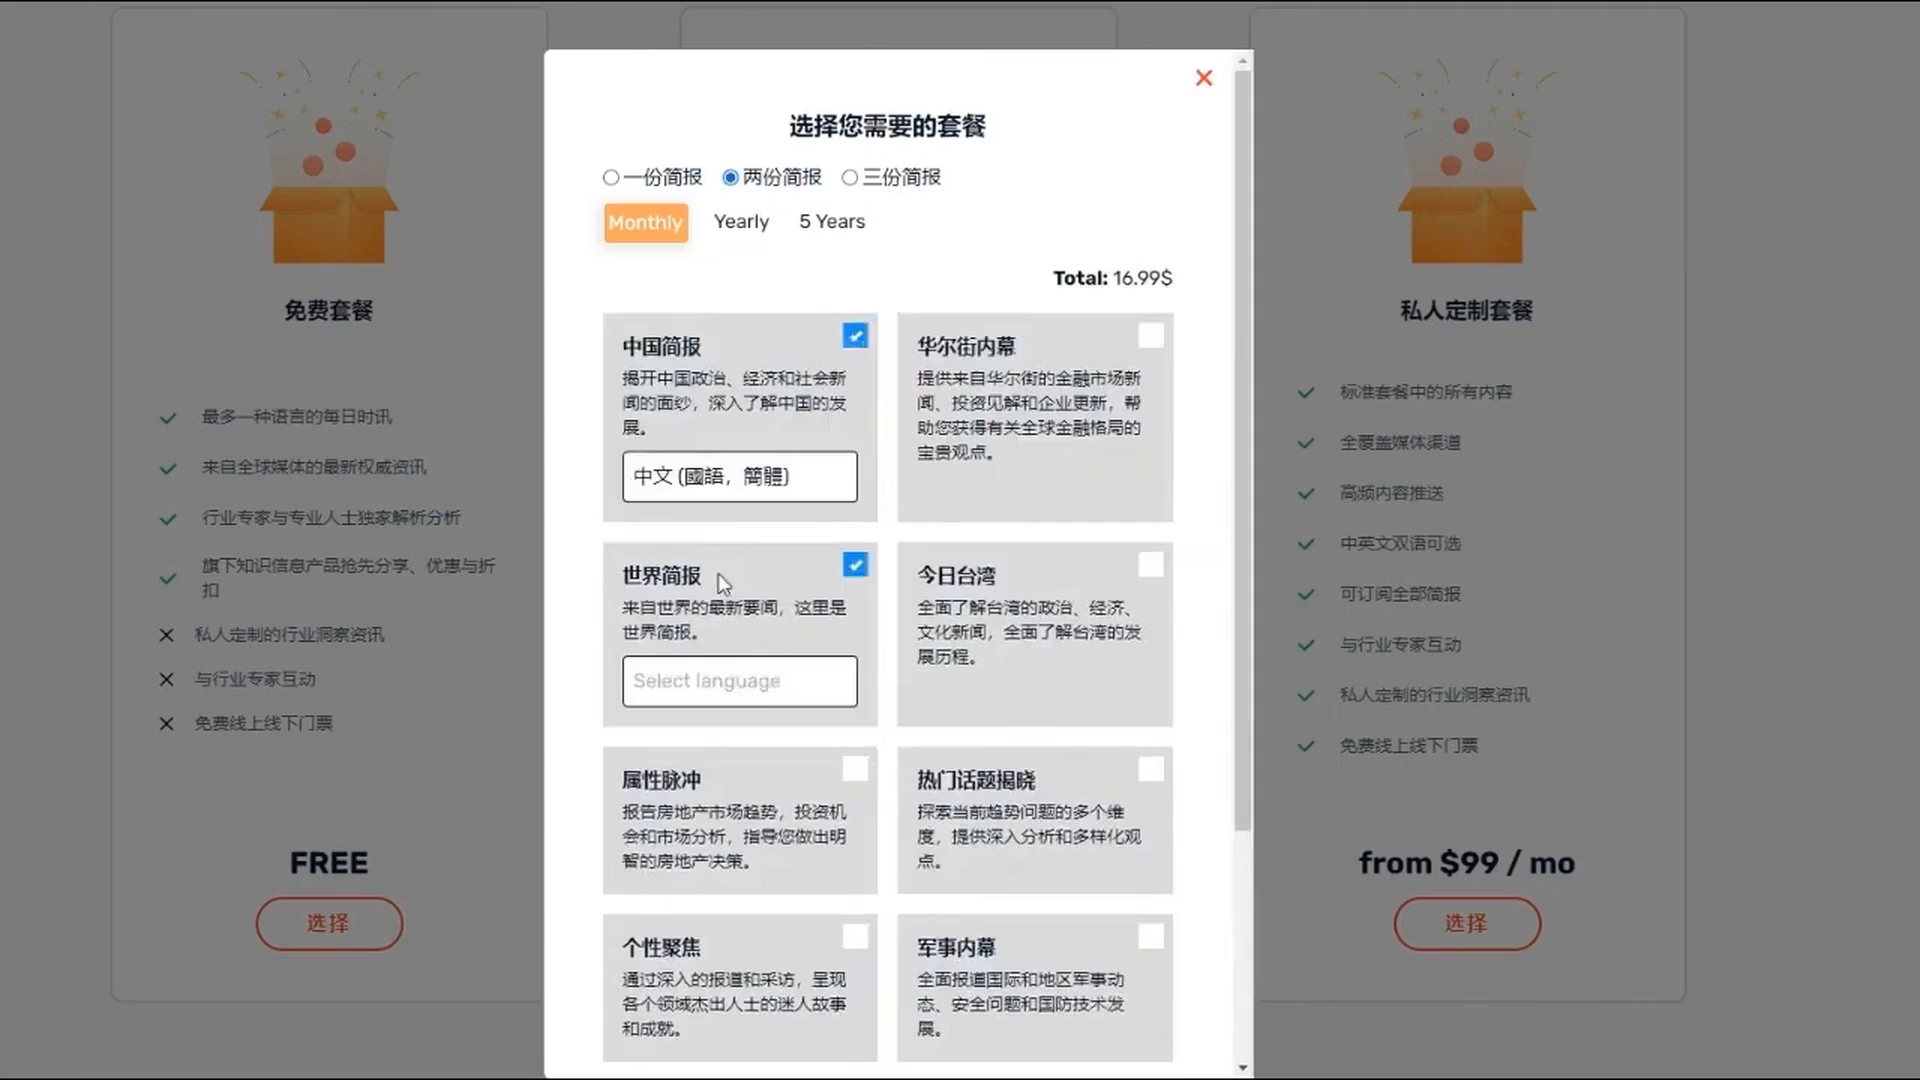 选择您需要的套餐
一份简报 两份简报 三份简报
Monthly Yearly 5 Years
Total: 16.99$
中国简报
揭开中国政治、经济和社会新
闻的面纱，深入了解中国的发
展。
中文 (國語，簡體)
华尔街内幕
提供来自华尔街的金融市场新
闻、投资见解和企业更新，帮
助您获得有关全球金融格局的
宝贵观点。
世界简报
来自世界的最新要闻，这里是
世界简报。
Select language
今日台湾
全面了解台湾的政治、经济、
文化新闻，全面了解台湾的发
展历程。
属性脉冲
报告房地产市场趋势，投资机
会和市场分析，指导您做出明
智的房地产决策。
热门话题揭晓
探索当前趋势问题的多个维
度，提供深入分析和多样化观
点。
个性聚焦
通过深入的报道和采访，呈现
各个领域杰出人士的迷人故事
和成就。
军事内幕
全面报道国际和地区军事动
态、安全问题和国防技术发
展。
免费套餐
最多一种语言的每日时讯
来自全球媒体的最新权威资讯
行业专家与专业人士独家解析分析
旗下知识信息产品抢先分享、优惠与折
扣
私人定制的行业洞察资讯
与行业专家互动
免费线上线下门票
FREE
选择
私人定制套餐
标准套餐中的所有内容
全覆盖媒体渠道
高频内容推送
中英文双语可选
可订阅全部简报
与行业专家互动
私人定制的行业洞察资讯
免费线上线下门票
from $99 / mo
选择